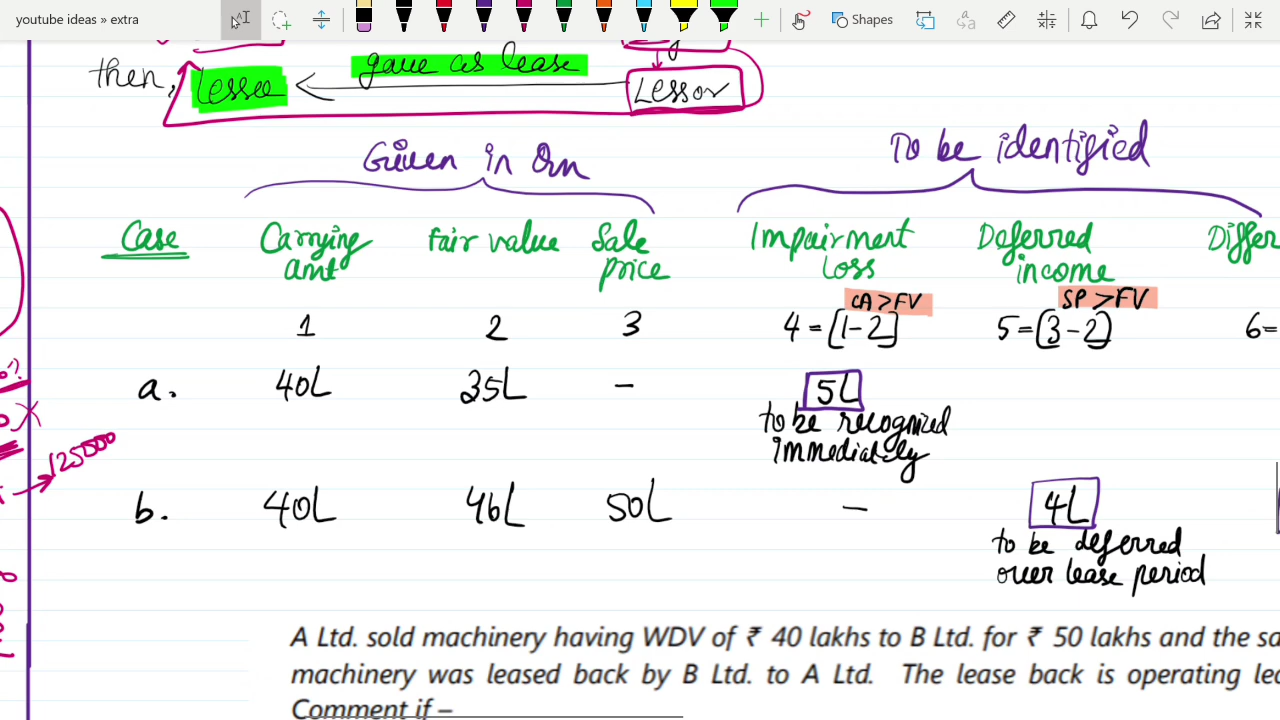 youtube ideas » extra
Shapes
then, lessee gave as lease Lessor
Given in Qn To be identified
Case Carrying amt Fair value Sale price Impairment loss Deferred income Differ
CA > FV SP > FV
1 2 3 4 = [1-2] 5 = [3-2] 6 =
a. 40L 35L - 5L
to be recognized
immediately
125000
b. 40L 46L 50L - 4L
to be deferred
over lease period
A Ltd. sold machinery having WDV of ₹ 40 lakhs to B Ltd. for ₹ 50 lakhs and the sa
machinery was leased back by B Ltd. to A Ltd. The lease back is operating lea
Comment if –